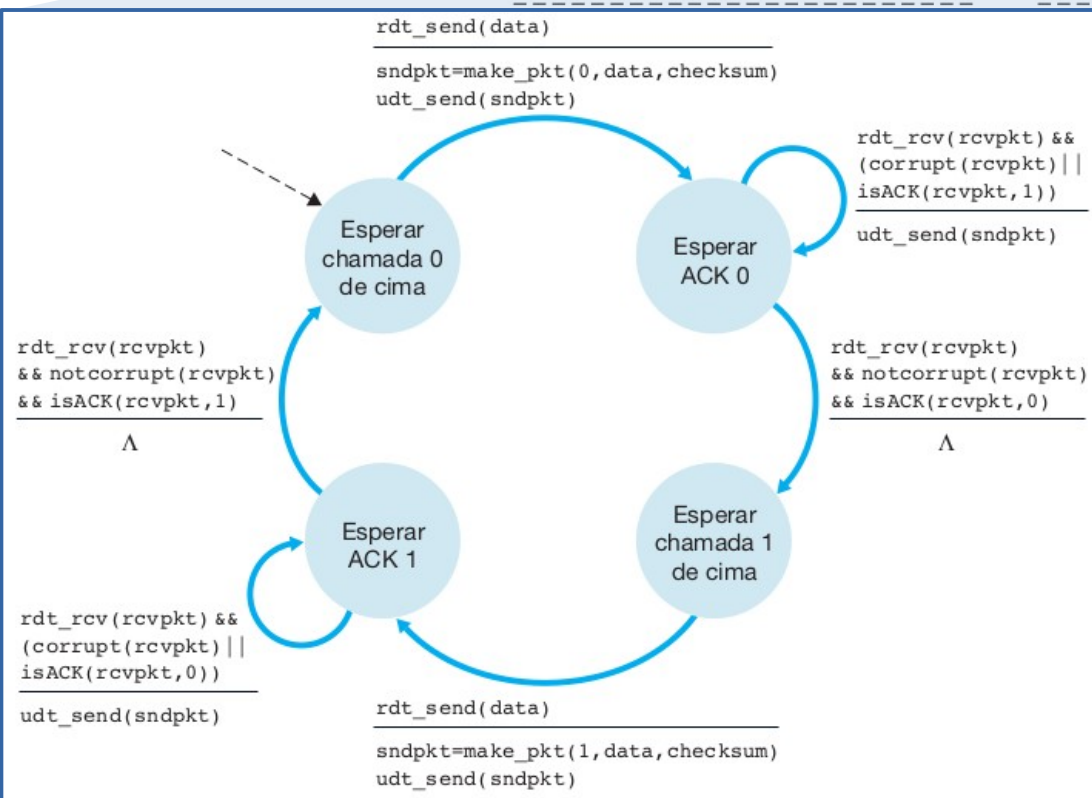 rdt_send(data)
sndpkt=make_pkt(0,data,checksum)
udt_send(sndpkt)
rdt_rcv(rcvpkt) &&
(corrupt(rcvpkt)||
isACK(rcvpkt,1))
udt_send(sndpkt)
Esperar
chamada 0
de cima
Esperar
ACK 0
rdt_rcv(rcvpkt)
&& notcorrupt(rcvpkt)
&& isACK(rcvpkt,1)
Λ
rdt_rcv(rcvpkt)
&& notcorrupt(rcvpkt)
&& isACK(rcvpkt,0)
Λ
Esperar
ACK 1
Esperar
chamada 1
de cima
rdt_rcv(rcvpkt) &&
(corrupt(rcvpkt)||
isACK(rcvpkt,0))
udt_send(sndpkt)
rdt_send(data)
sndpkt=make_pkt(1,data,checksum)
udt_send(sndpkt)